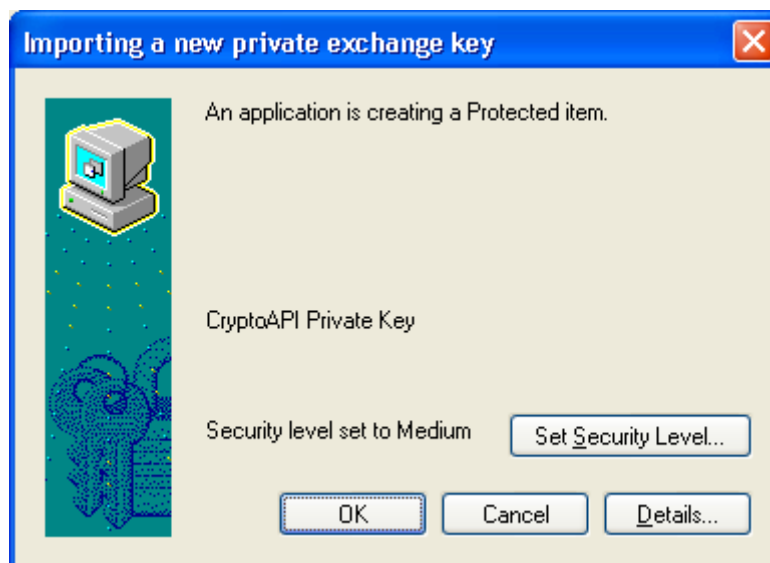 Importing a new private exchange key
An application is creating a Protected item.
CryptoAPI Private Key
Security level set to Medium
Set Security Level...
OK
Cancel
Details...